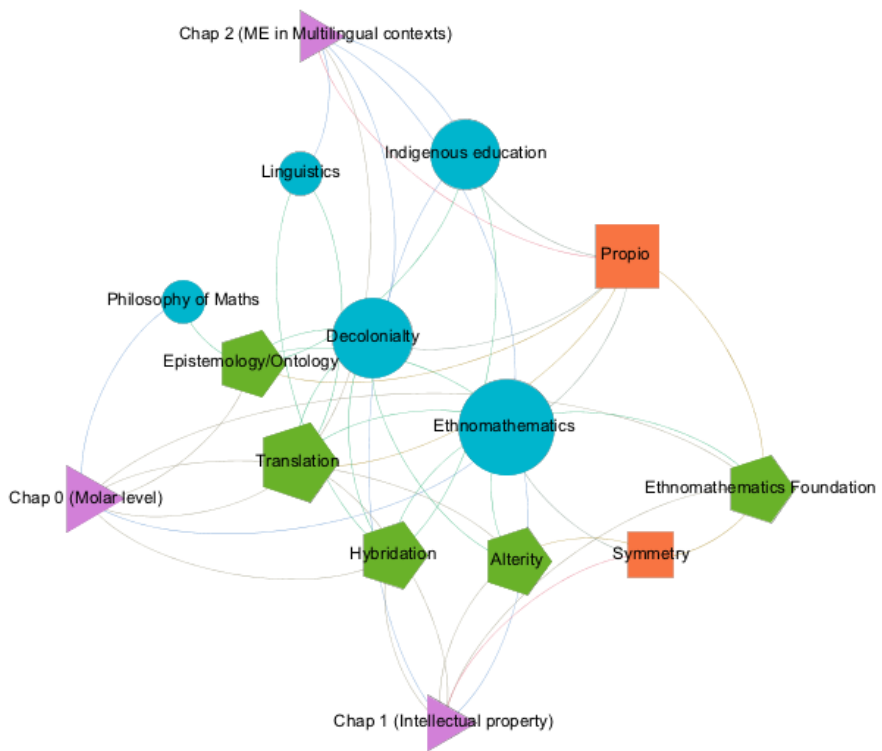 Chap 2 (ME in Multilingual contexts)
Indigenous education
Linguistics
Propio
Philosophy of Maths
Decolonialty
Epistemology/Ontology
Ethnomathematics
Translation
Ethnomathematics Foundation
Chap 0 (Molar level)
Hybridation
Alterity
Symmetry
Chap 1 (Intellectual property)